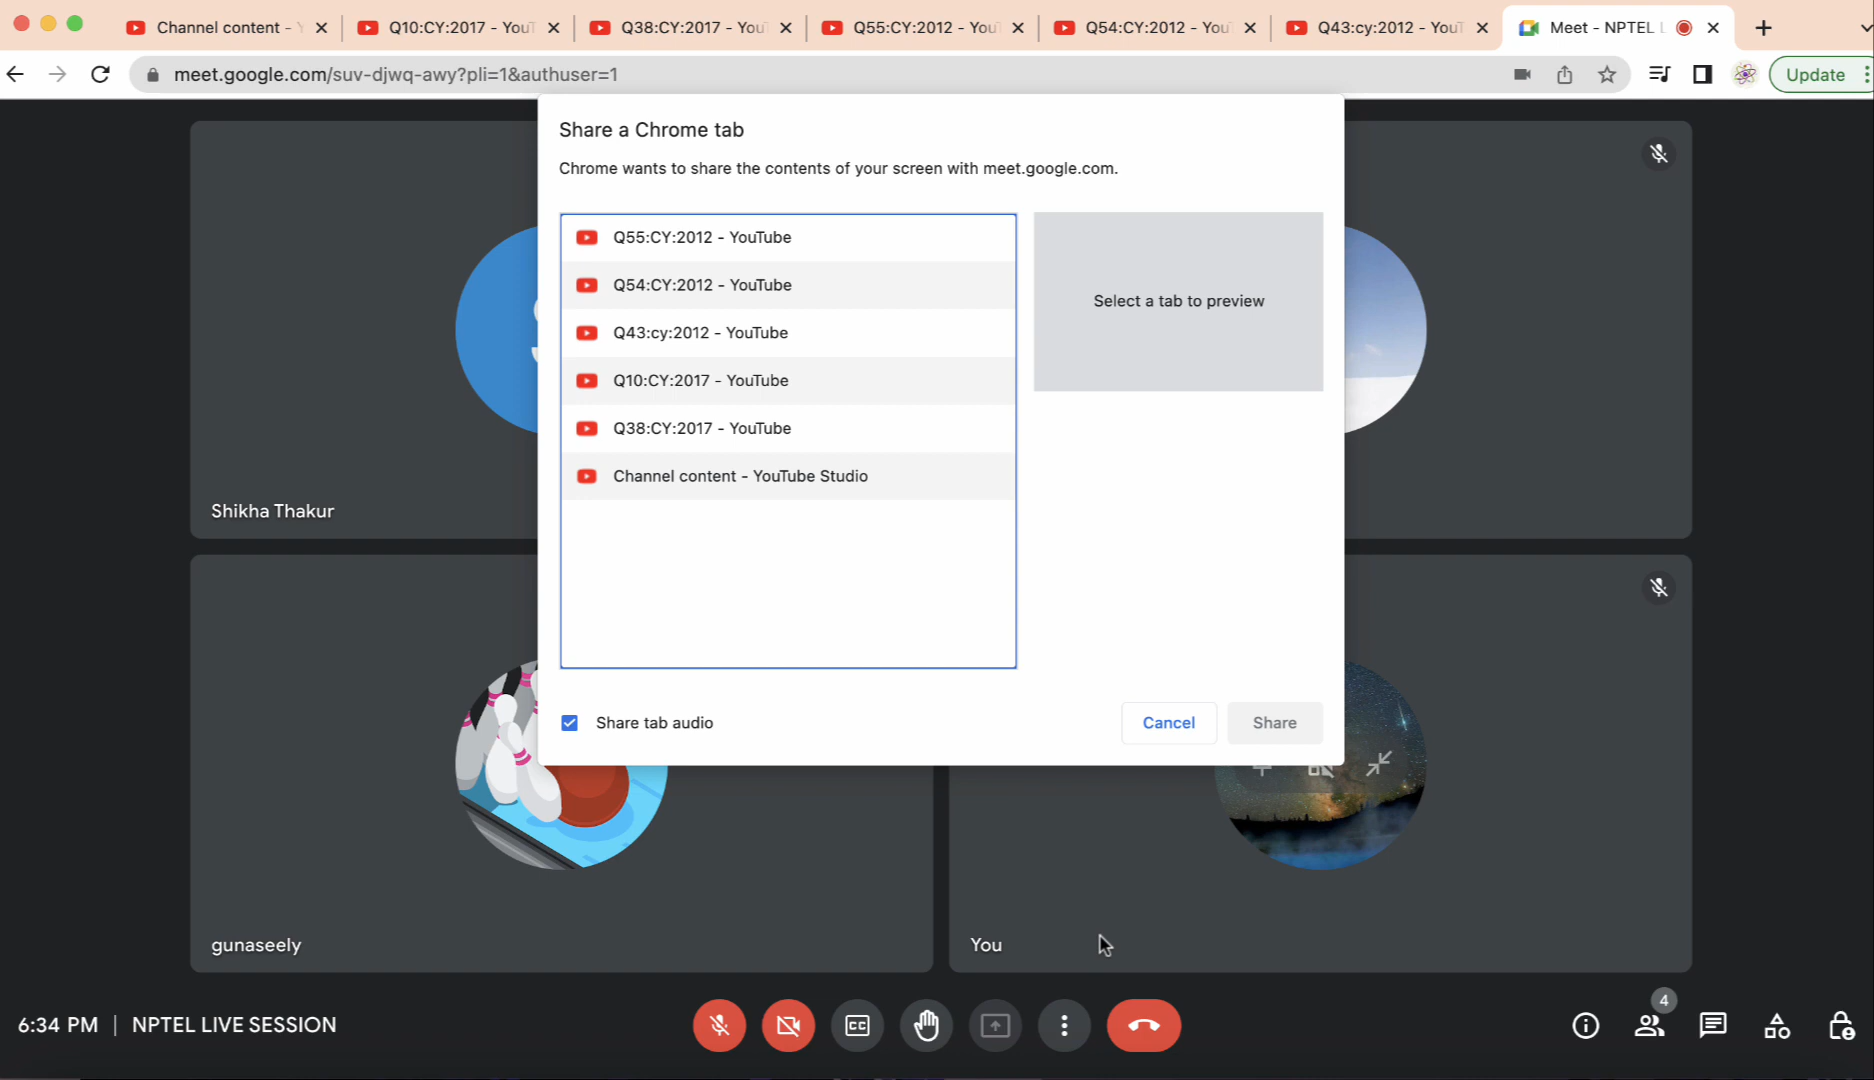 Channel content -
Q10:CY:2017 - YouT
Q38:CY:2017 - You
Q55:CY:2012 - You
Q54:CY:2012 - You
Q43:cy:2012 - YouT
Meet - NPTEL L
meet.google.com/suv-djwq-awy?pli=1&authuser=1
Update
Share a Chrome tab
Chrome wants to share the contents of your screen with meet.google.com.
Q55:CY:2012 - YouTube
Q54:CY:2012 - YouTube
Q43:cy:2012 - YouTube
Q10:CY:2017 - YouTube
Q38:CY:2017 - YouTube
Channel content - YouTube Studio
Select a tab to preview
Shikha Thakur
Share tab audio
Cancel
Share
gunaseely
You
6:34 PM | NPTEL LIVE SESSION
CC
4